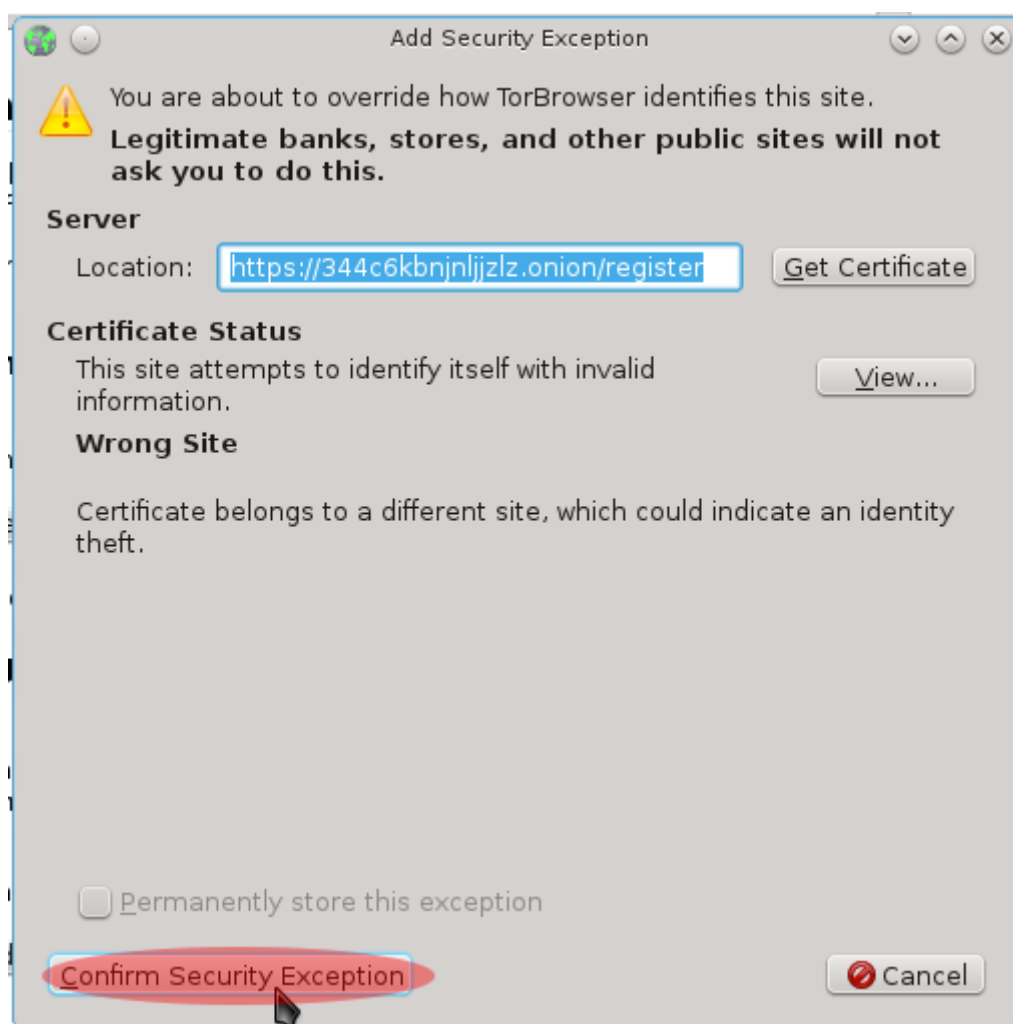 Add Security Exception
You are about to override how TorBrowser identifies this site.
Legitimate banks, stores, and other public sites will not
ask you to do this.
Server
Location: https://344c6kbnjnljjzlz.onion/register Get Certificate
Certificate Status
This site attempts to identify itself with invalid
information.
View...
Wrong Site
Certificate belongs to a different site, which could indicate an identity
theft.
Permanently store this exception
Confirm Security Exception Cancel